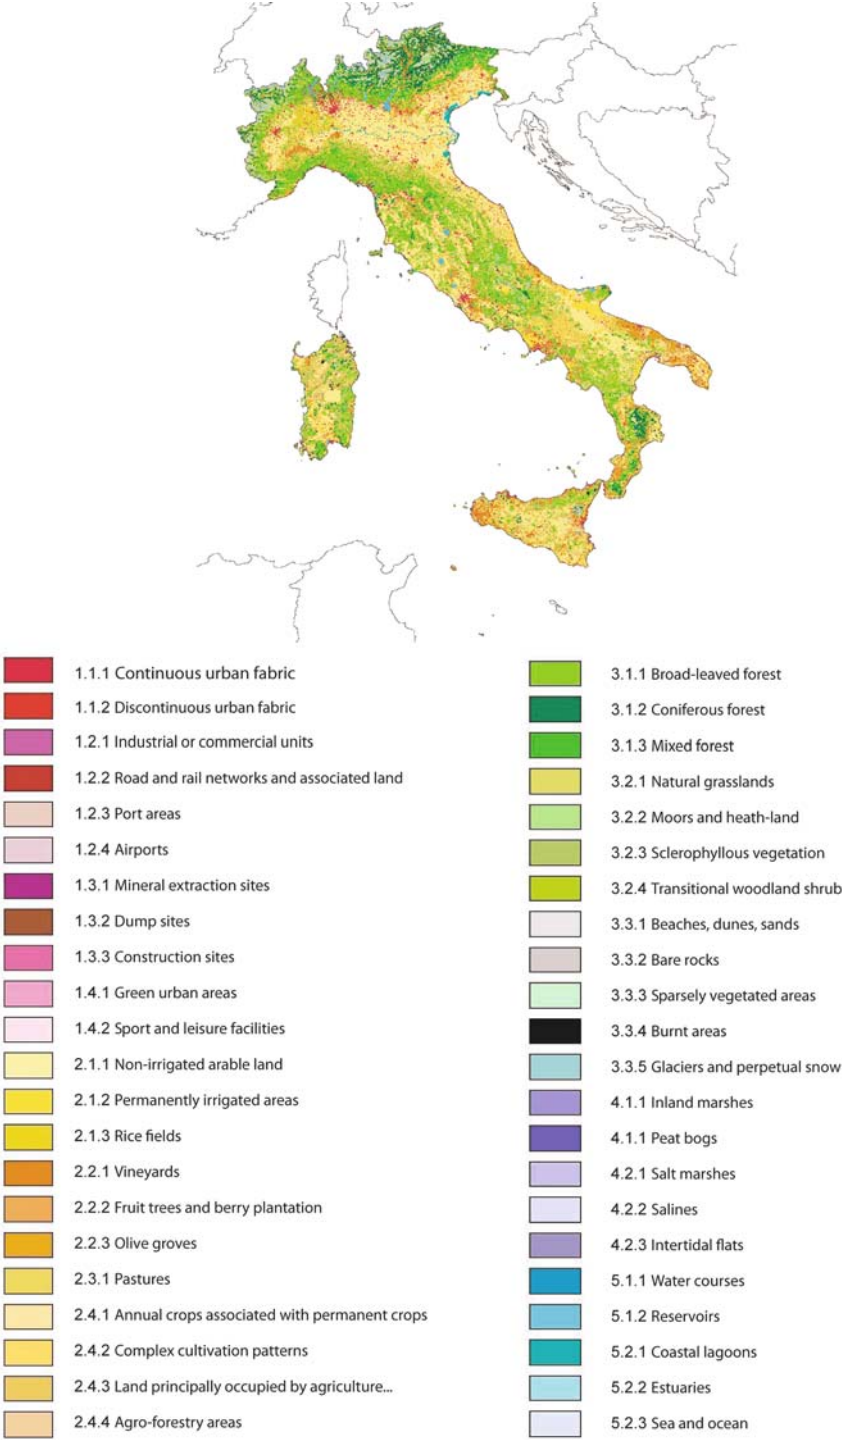 1.1.1 Continuous urban fabric
1.1.2 Discontinuous urban fabric
1.2.1 Industrial or commercial units
1.2.2 Road and rail networks and associated land
1.2.3 Port areas
1.2.4 Airports
1.3.1 Mineral extraction sites
1.3.2 Dump sites
1.3.3 Construction sites
1.4.1 Green urban areas
1.4.2 Sport and leisure facilities
2.1.1 Non-irrigated arable land
2.1.2 Permanently irrigated areas
2.1.3 Rice fields
2.2.1 Vineyards
2.2.2 Fruit trees and berry plantation
2.2.3 Olive groves
2.3.1 Pastures
2.4.1 Annual crops associated with permanent crops
2.4.2 Complex cultivation patterns
2.4.3 Land principally occupied by agriculture...
2.4.4 Agro-forestry areas
3.1.1 Broad-leaved forest
3.1.2 Coniferous forest
3.1.3 Mixed forest
3.2.1 Natural grasslands
3.2.2 Moors and heath-land
3.2.3 Sclerophyllous vegetation
3.2.4 Transitional woodland shrub
3.3.1 Beaches, dunes, sands
3.3.2 Bare rocks
3.3.3 Sparsely vegetated areas
3.3.4 Burnt areas
3.3.5 Glaciers and perpetual snow
4.1.1 Inland marshes
4.1.1 Peat bogs
4.2.1 Salt marshes
4.2.2 Salines
4.2.3 Intertidal flats
5.1.1 Water courses
5.1.2 Reservoirs
5.2.1 Coastal lagoons
5.2.2 Estuaries
5.2.3 Sea and ocean